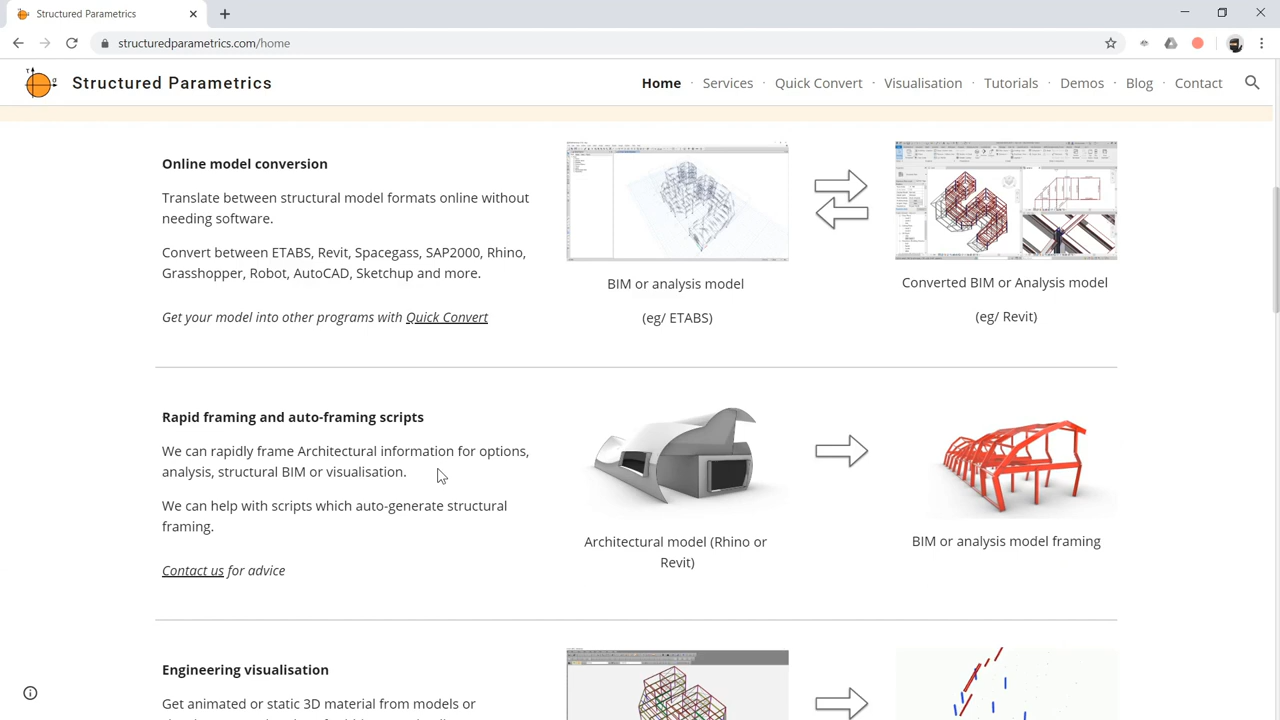 Structured Parametrics
structuredparametrics.com/home
Structured Parametrics
Home · Services · Quick Convert · Visualisation · Tutorials · Demos · Blog · Contact
Online model conversion
Transfer between structural model formats online without
needing software.
Convert between ETABS, Revit, Spacegass, SAP2000, Rhino,
Grasshopper, Robot, AutoCAD, Sketchup and more.
Get your model into other programs with Quick Convert
BIM or analysis model
(eg/ ETABS)
Converted BIM or Analysis model
(eg/ Revit)
Rapid framing and auto-framing scripts
We can rapidly frame Architectural information for options,
analysis, structural BIM or visualisation.
We can help with scripts which auto-generate structural
framing.
Contact us for advice
Architectural model (Rhino or
Revit)
BIM or analysis model framing
Engineering visualisation
Get animated or static 3D material from models or